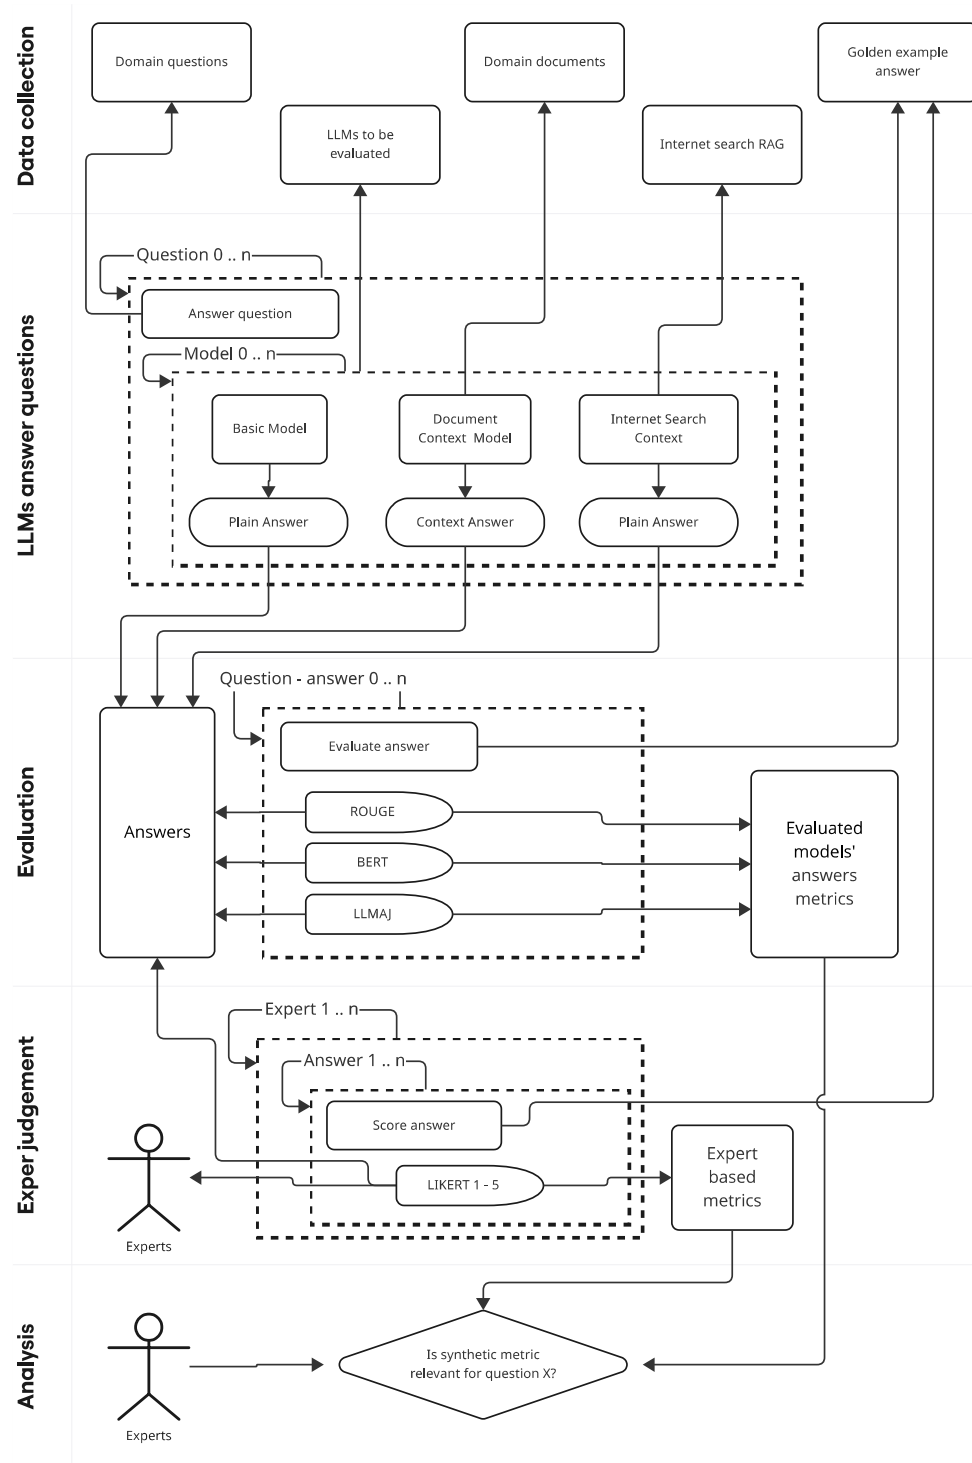 Data collection
Domain questions
Domain documents
Golden example
answer
LLMs to be
evaluated
Internet search RAG
LLMs answer questions
Question 0 .. n
Answer question
Model 0 .. n
Basic Model
Document
Context Model
Internet Search
Context
Plain Answer
Context Answer
Plain Answer
Evaluation
Question - answer 0 .. n
Evaluate answer
Answers
ROUGE
BERT
LLMAJ
Evaluated
models'
answers
metrics
Exper judgement
Expert 1 .. n
Answer 1 .. n
Score answer
LIKERT 1 - 5
Expert
based
metrics
Experts
Analysis
Is synthetic metric
relevant for question X?
Experts